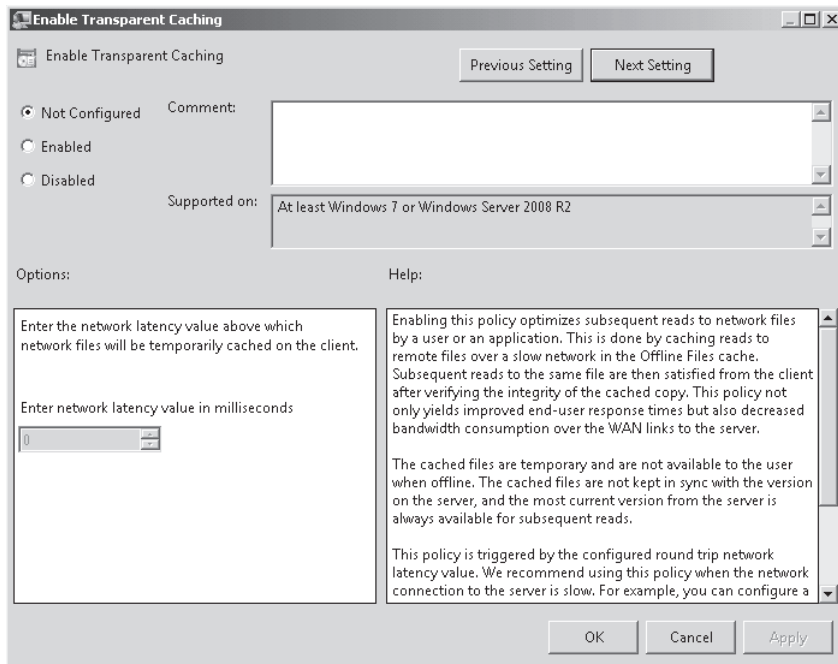 Enable Transparent Caching
Enable Transparent Caching
Previous Setting
Next Setting
Not Configured
Comment:
Enabled
Disabled
Supported on:
At least Windows 7 or Windows Server 2008 R2
Options:
Help:
Enter the network latency value above which
network files will be temporarily cached on the client.
Enter network latency value in milliseconds
0
Enabling this policy optimizes subsequent reads to network files
by a user or an application. This is done by caching reads to
remote files over a slow network in the Offline Files cache.
Subsequent reads to the same file are then satisfied from the client
after verifying the integrity of the cached copy. This policy not
only yields improved end-user response times but also decreased
bandwidth consumption over the WAN links to the server.
The cached files are temporary and are not available to the user
when offline. The cached files are not kept in sync with the version
on the server, and the most current version from the server is
always available for subsequent reads.
This policy is triggered by the configured round trip network
latency value. We recommend using this policy when the network
connection to the server is slow. For example, you can configure a
OK
Cancel
Apply